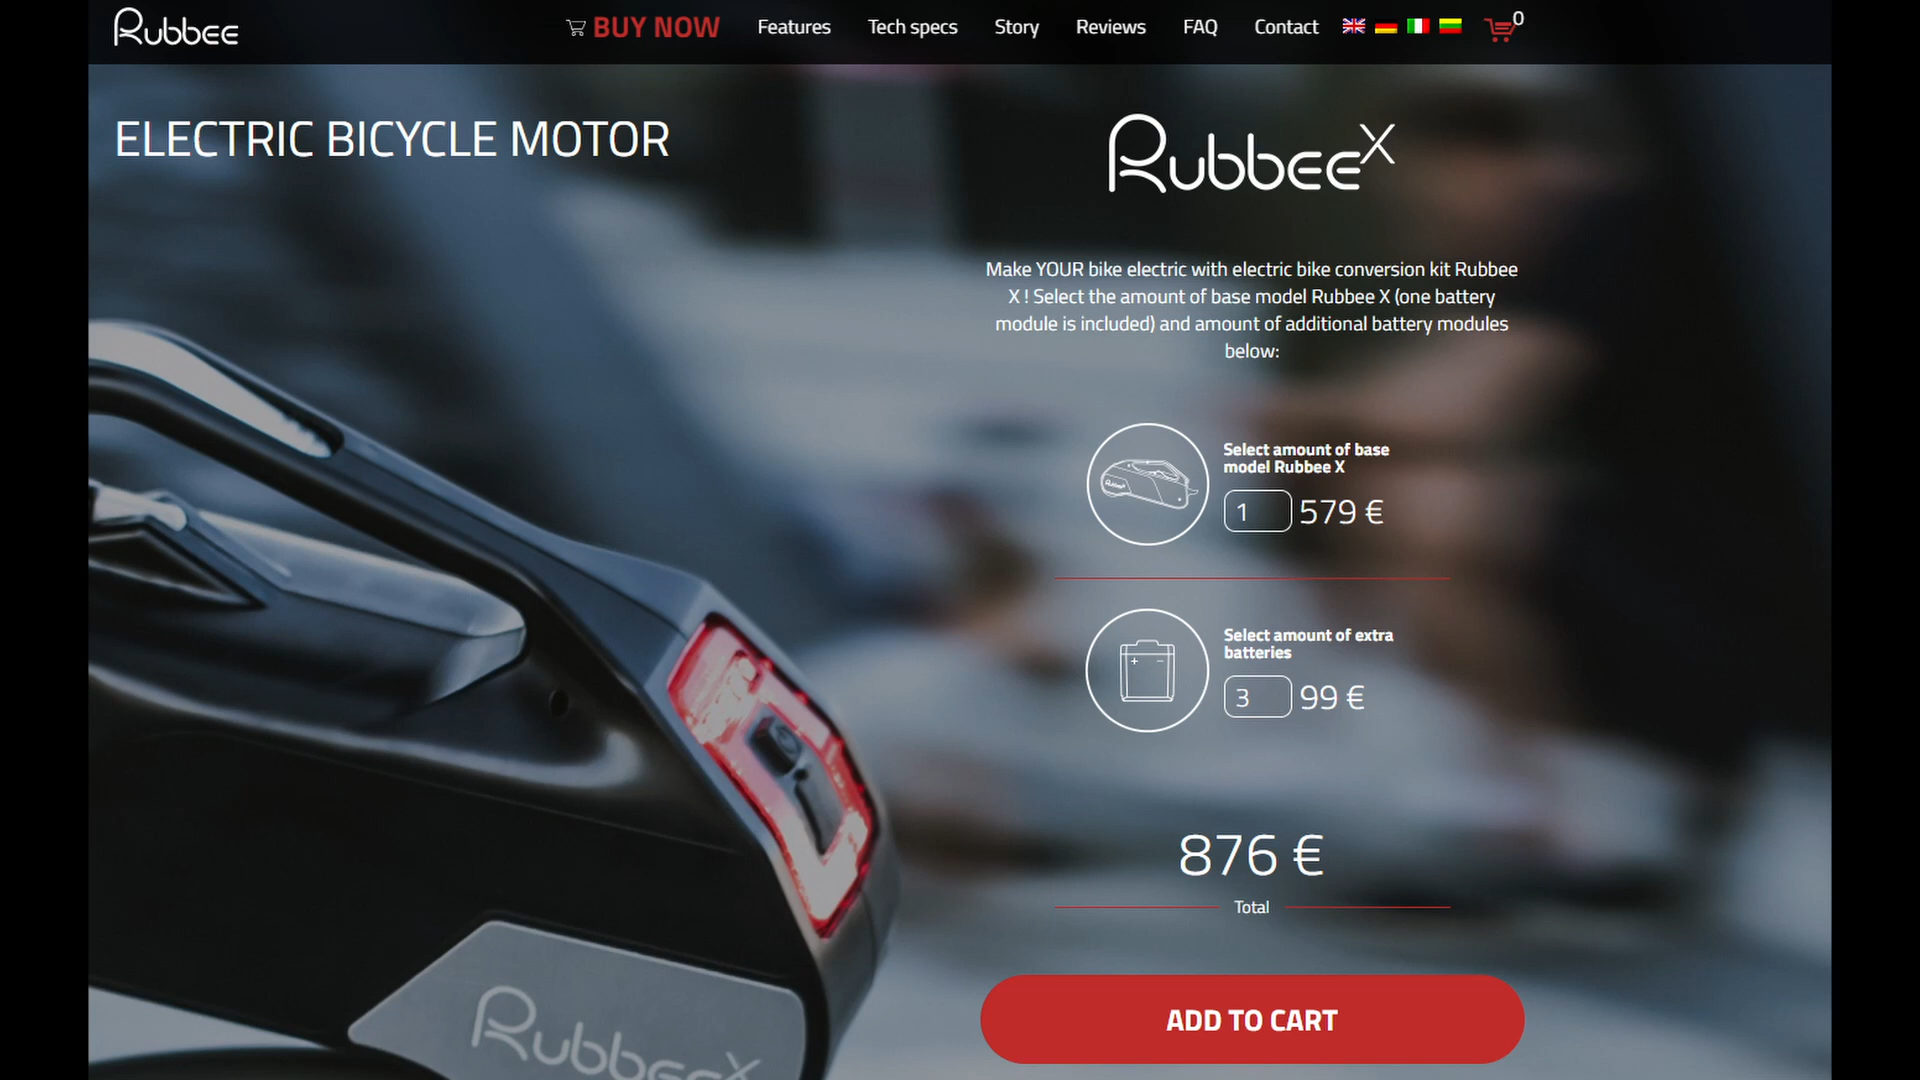 Rubbee
BUY NOW
Features
Tech specs
Story
Reviews
FAQ
Contact
0
ELECTRIC BICYCLE MOTOR
Rubbee X
Make YOUR bike electric with electric bike conversion kit Rubbee
X ! Select the amount of base model Rubbee X (one battery
module is included) and amount of additional battery modules
below:
Rubbee X
Select amount of base
model Rubbee X
1 579 €
+ −
Select amount of extra
batteries
3 99 €
876 €
Total
ADD TO CART
Rubbee X